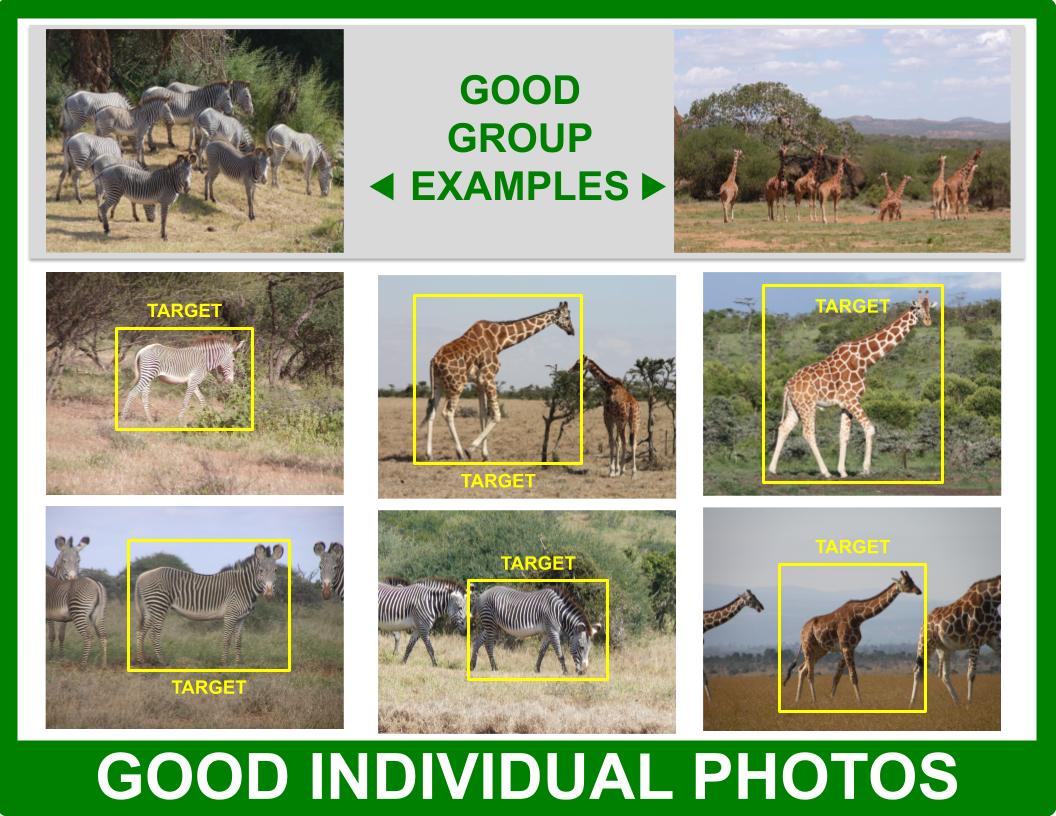 GOOD
GROUP
◄ EXAMPLES ►
TARGET
TARGET
TARGET
TARGET
TARGET
TARGET
GOOD INDIVIDUAL PHOTOS